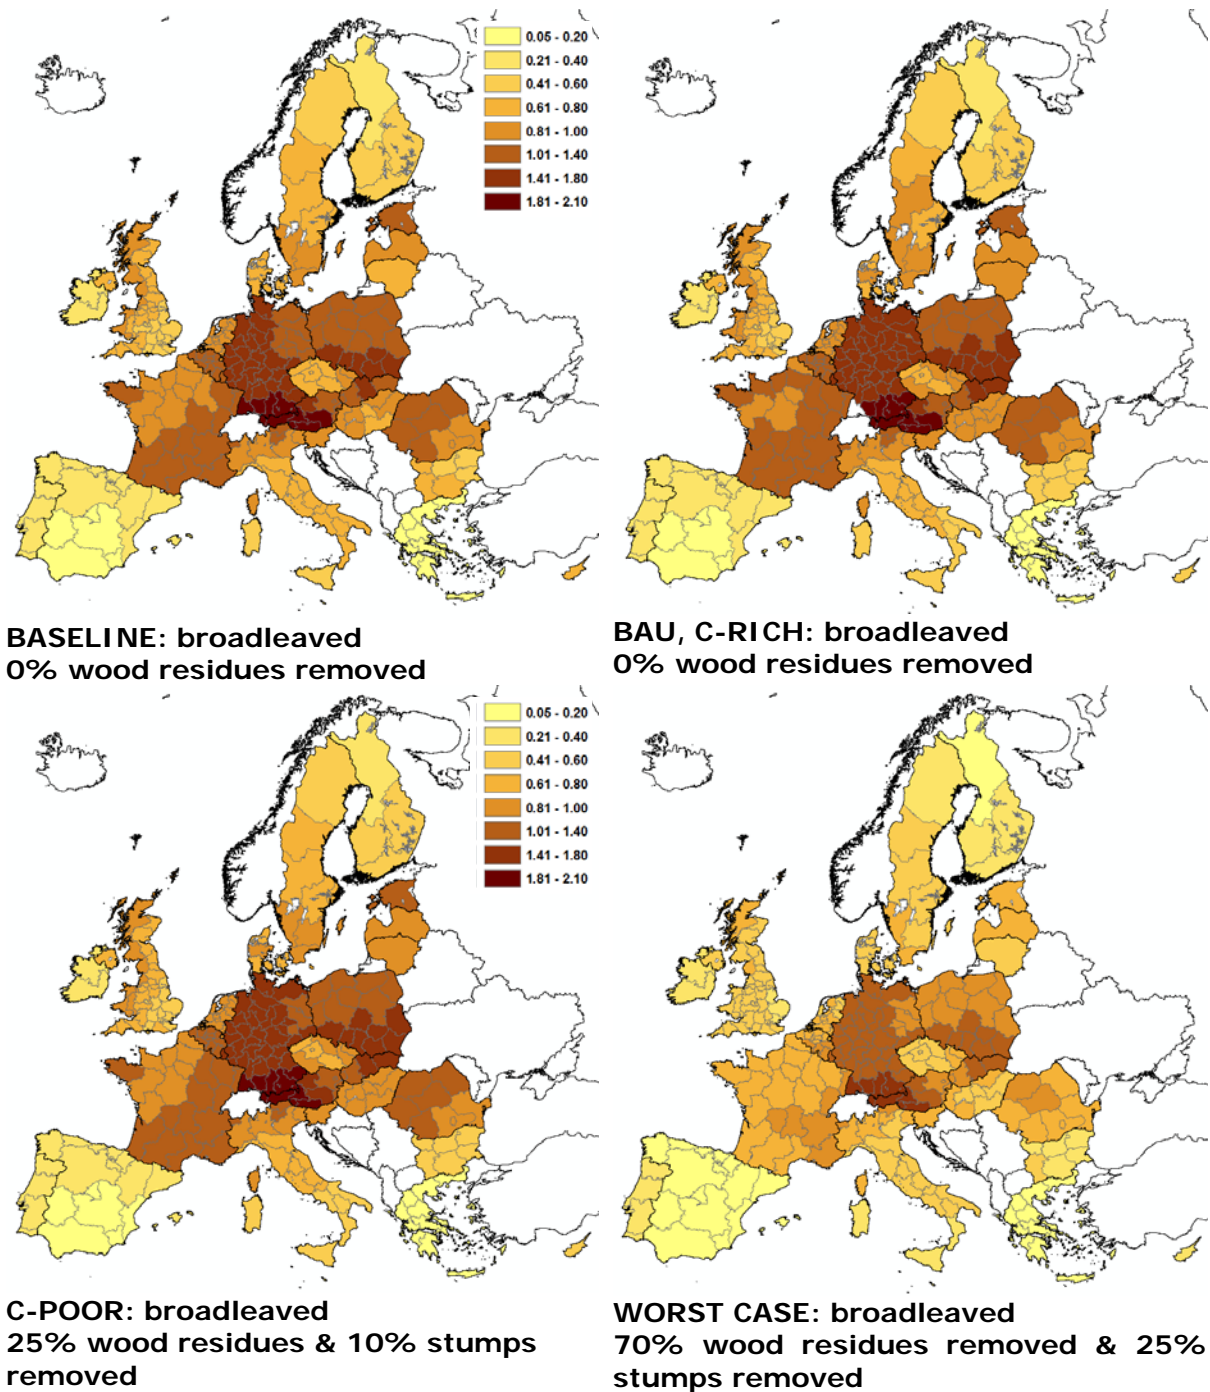 0.05 - 0.20
0.21 - 0.40
0.41 - 0.60
0.61 - 0.80
0.81 - 1.00
1.01 - 1.40
1.41 - 1.80
1.81 - 2.10
BASELINE: broadleaved
0% wood residues removed
BAU, C-RICH: broadleaved
0% wood residues removed
0.05 - 0.20
0.21 - 0.40
0.41 - 0.60
0.61 - 0.80
0.81 - 1.00
1.01 - 1.40
1.41 - 1.80
1.81 - 2.10
C-POOR: broadleaved
25% wood residues & 10% stumps
removed
WORST CASE: broadleaved
70% wood residues removed & 25%
stumps removed